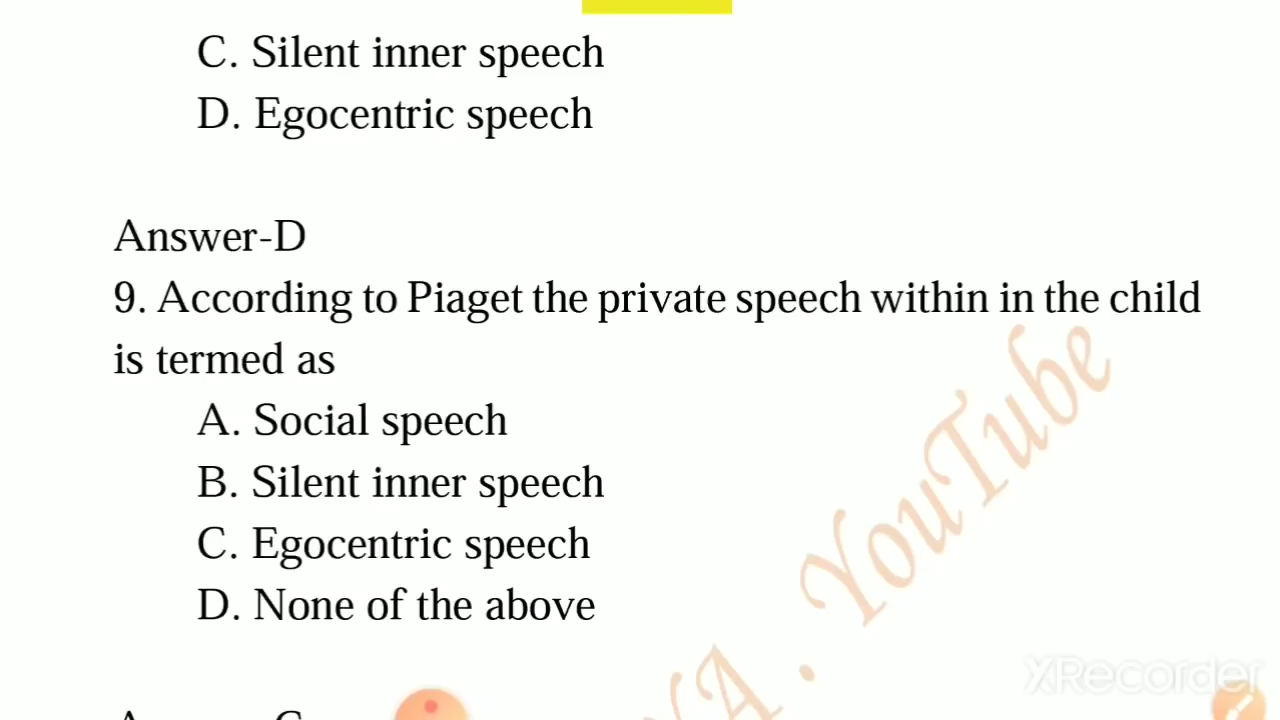 C. Silent inner speech
D. Egocentric speech
Answer-D
9. According to Piaget the private speech within in the child
is termed as
A. Social speech
B. Silent inner speech
C. Egocentric speech
D. None of the above
YouTube
XRecorder